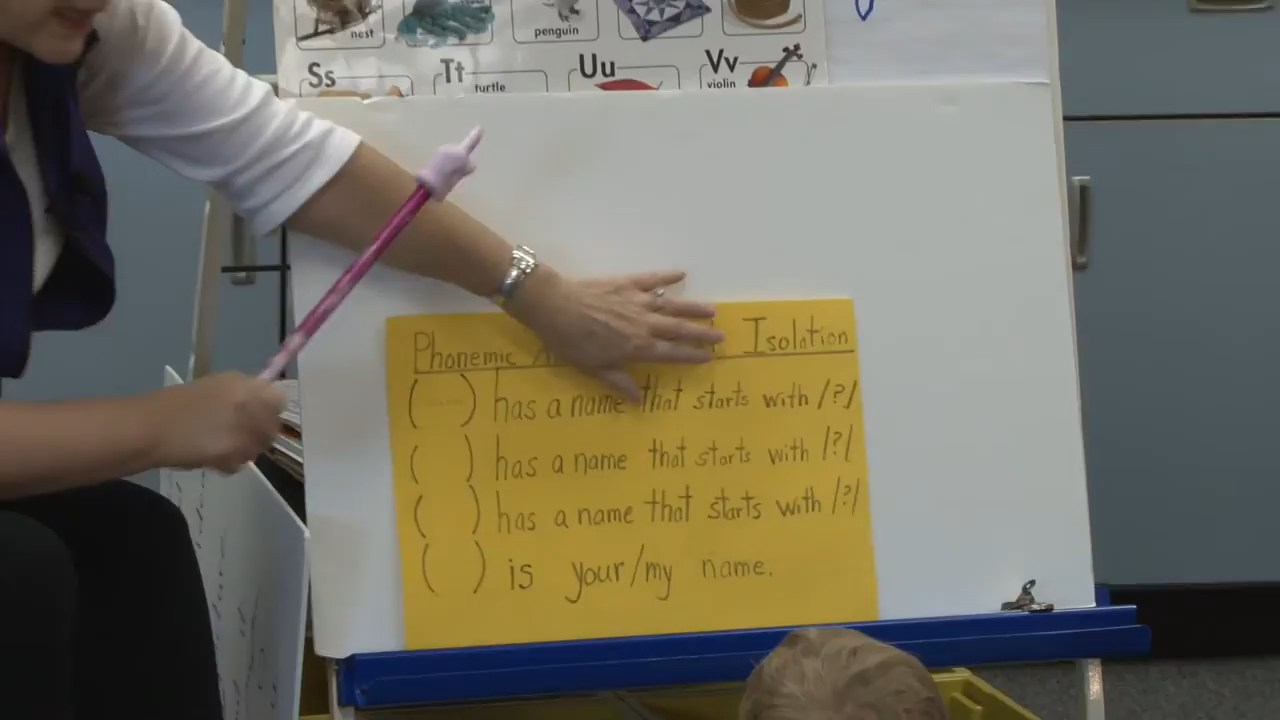 nest
penguin
Ss Tt Uu Vv
turtle violin
Phonemic Isolation
( ) has a name that starts with /?/
( ) has a name that starts with /?/
( ) has a name that starts with /?/
( ) is your/my name.